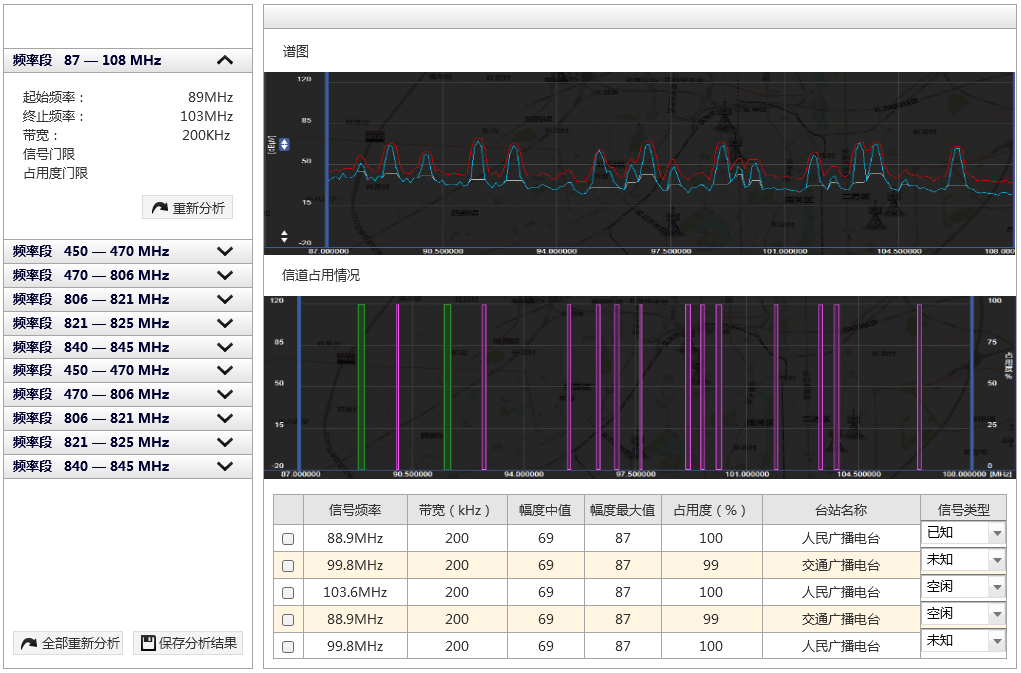 频率段 87 — 108 MHz
起始频率： 89MHz
终止频率： 103MHz
带宽： 200KHz
信号门限
占用度门限
重新分析
频率段 450 — 470 MHz
频率段 470 — 806 MHz
频率段 806 — 821 MHz
频率段 821 — 825 MHz
频率段 840 — 845 MHz
频率段 450 — 470 MHz
频率段 470 — 806 MHz
频率段 806 — 821 MHz
频率段 821 — 825 MHz
频率段 840 — 845 MHz
全部重新分析 保存分析结果
谱图
120
85
50
15
-20
87.000000 90.500000 94.000000 97.500000 101.000000 104.500000 108.000
信道占用情况
120 100
85 75
占用度 %
50 50
15 25
-20 0
87.000000 90.500000 94.000000 97.500000 101.000000 104.500000 108.000000 (MHz)
信号频率 带宽（kHz） 幅度中值 幅度最大值 占用度（%） 台站名称 信号类型
88.9MHz 200 69 87 100 人民广播电台 已知
99.8MHz 200 69 87 99 交通广播电台 未知
103.6MHz 200 69 87 100 人民广播电台 空闲
88.9MHz 200 69 87 99 交通广播电台 空闲
99.8MHz 200 69 87 100 人民广播电台 未知